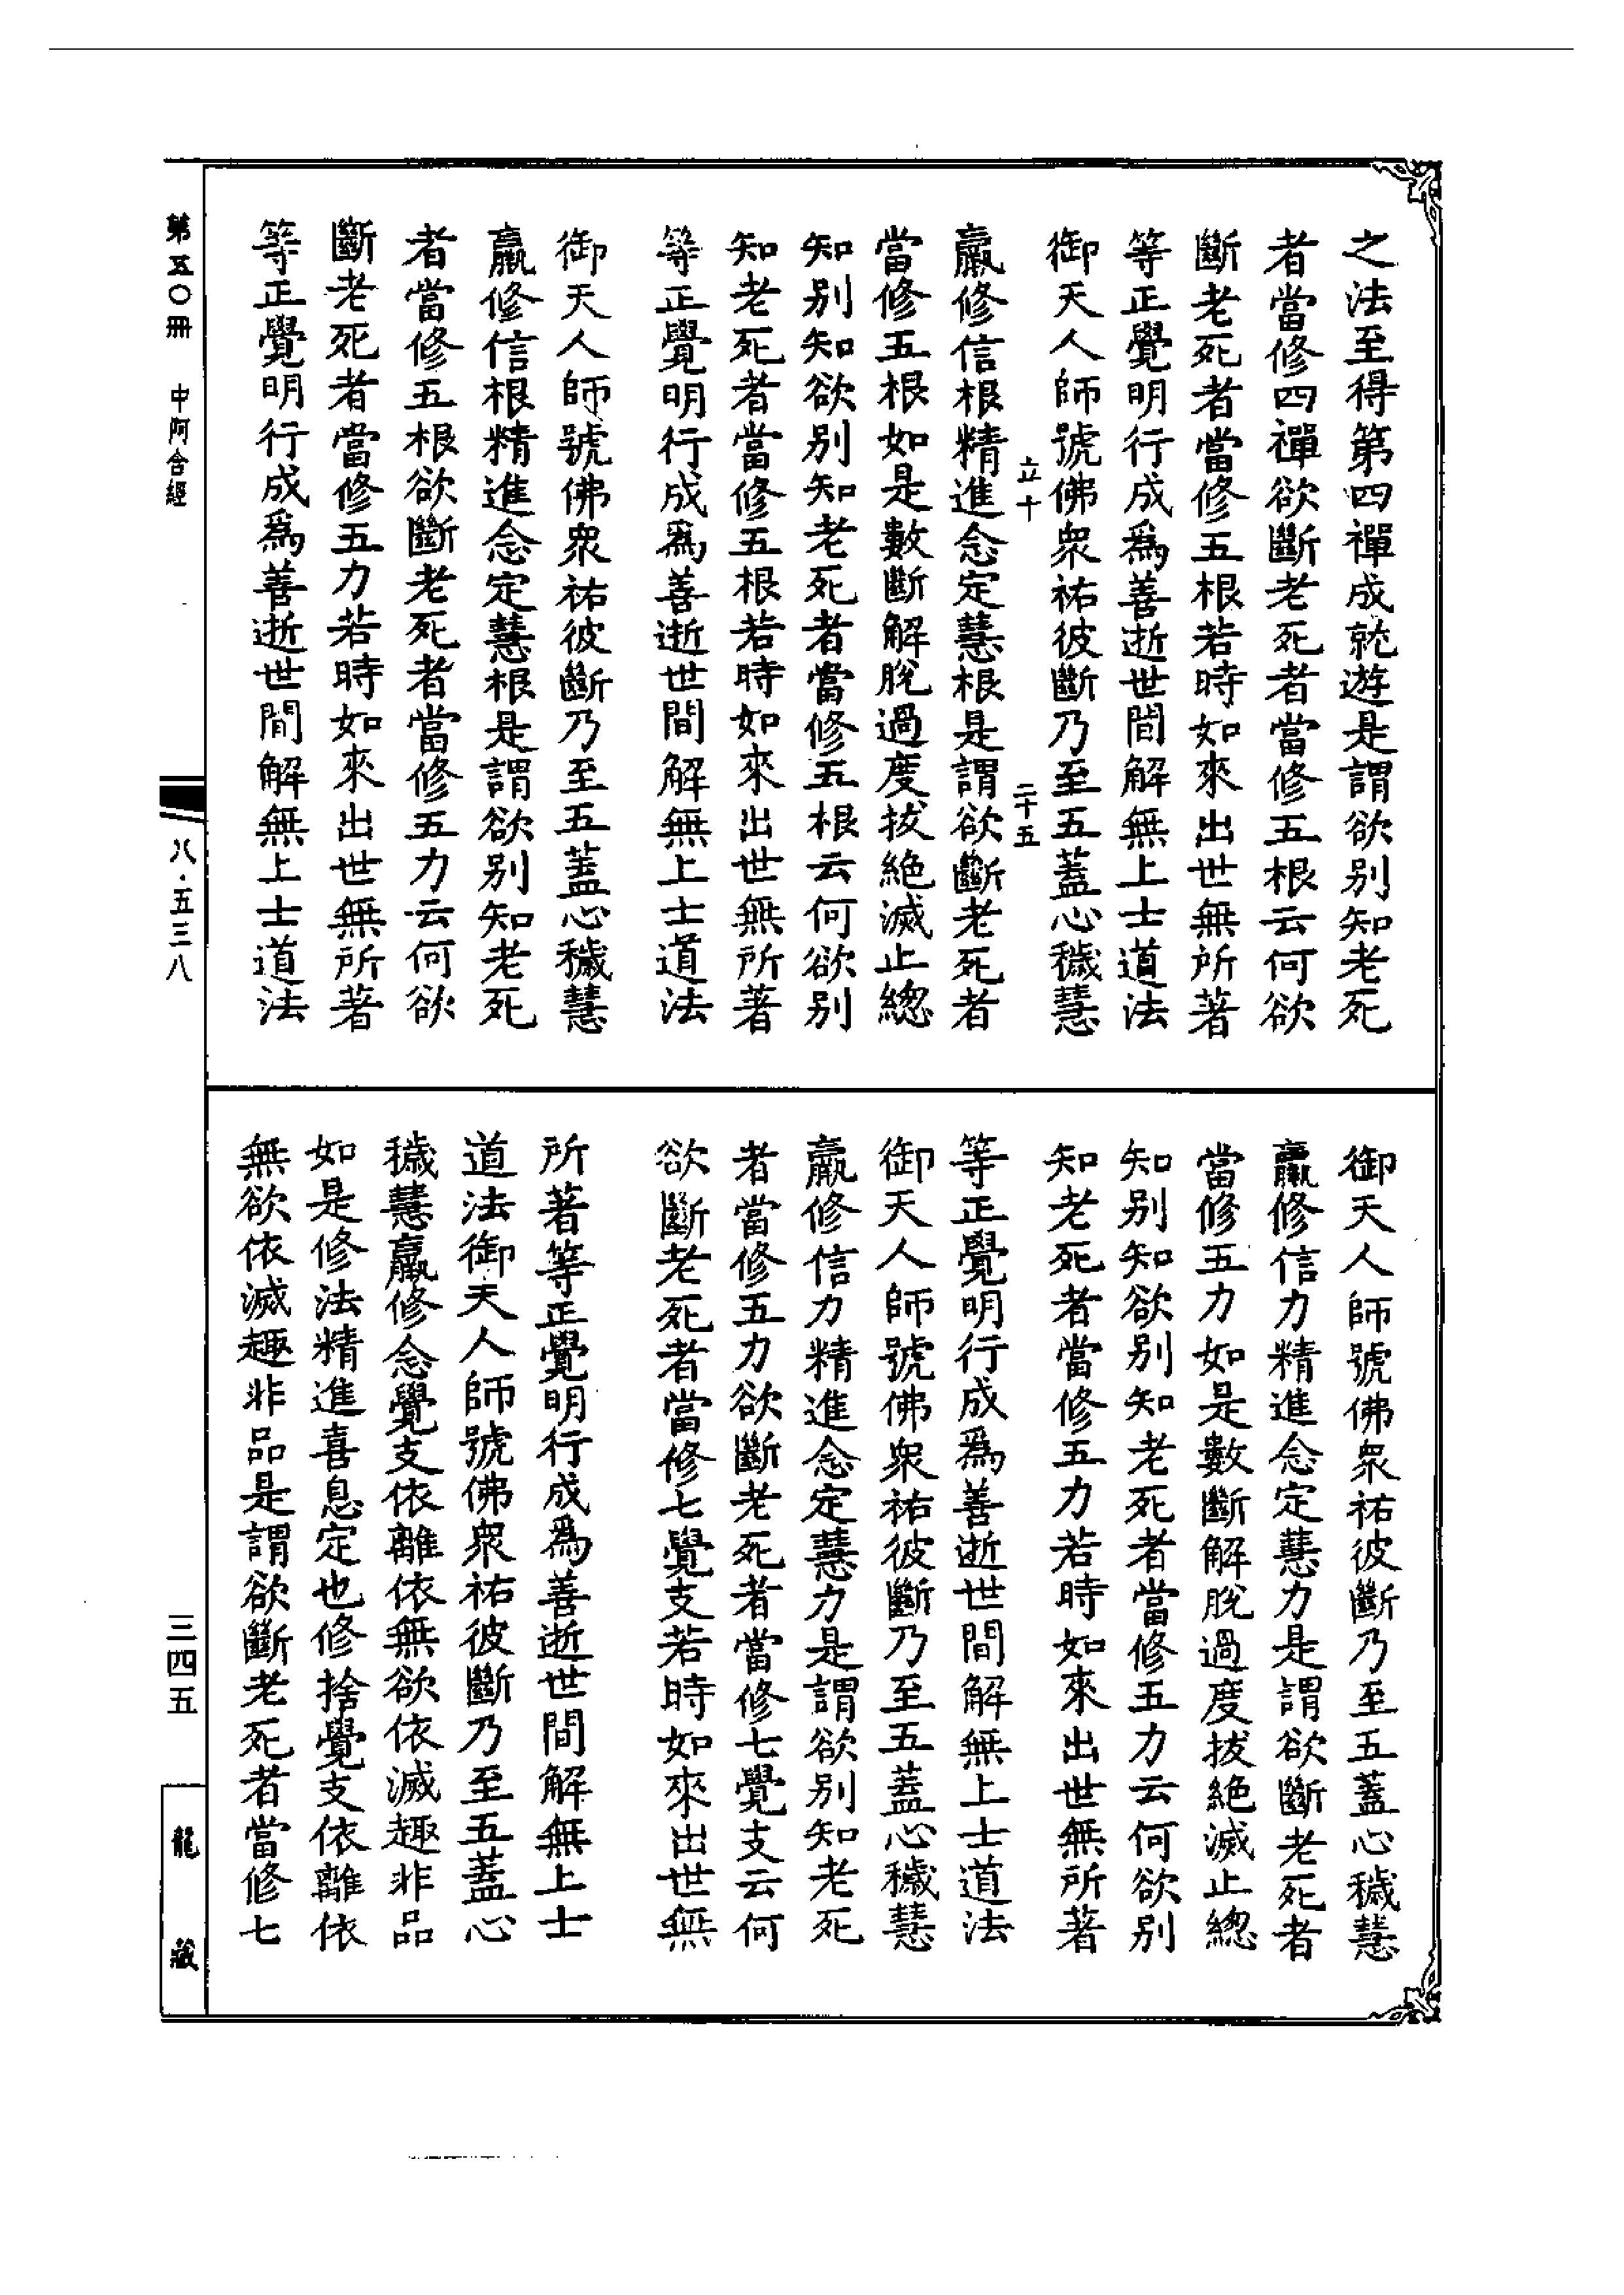 之法至得第四禪成就遊是謂欲別知老死
者當修四禪欲斷老死者當修五根云何欲
斷老死者當修五根若時如來出世無所著
等正覺明行成爲善逝世間解無上士道法
御天人師號佛衆祐彼斷乃至五蓋心穢慧
立十 二十五
羸修信根精進念定慧根是謂欲斷老死者
當修五根如是數斷解脫過度拔絕滅止總
知別知欲別知老死者當修五根云何欲別
知老死者當修五根若時如來出世無所著
等正覺明行成爲善逝世間解無上士道法
御天人師號佛衆祐彼斷乃至五蓋心穢慧
羸修信根精進念定慧根是謂欲別知老死
者當修五根欲斷老死者當修五力云何欲
斷老死者當修五力若時如來出世無所著
等正覺明行成爲善逝世間解無上士道法
御天人師號佛衆祐彼斷乃至五蓋心穢慧
羸修信力精進念定慧力是謂欲斷老死者
當修五力如是數斷解脫過度拔絕滅止總
知別知欲別知老死者當修五力云何欲別
知老死者當修五力若時如來出世無所著
等正覺明行成爲善逝世間解無上士道法
御天人師號佛衆祐彼斷乃至五蓋心穢慧
羸修信力精進念定慧力是謂欲別知老死
者當修五力欲斷老死者當修七覺支云何
欲斷老死者當修七覺支若時如來出世無
所著等正覺明行成爲善逝世間解無上士
道法御天人師號佛衆祐彼斷乃至五蓋心
穢慧羸修念覺支依離依無欲依滅趣非品
如是修法精進喜息定也修捨覺支依離依
無欲依滅趣非品是謂欲斷老死者當修七
第五〇冊 中阿含經
八·五三八
三四五
龍藏